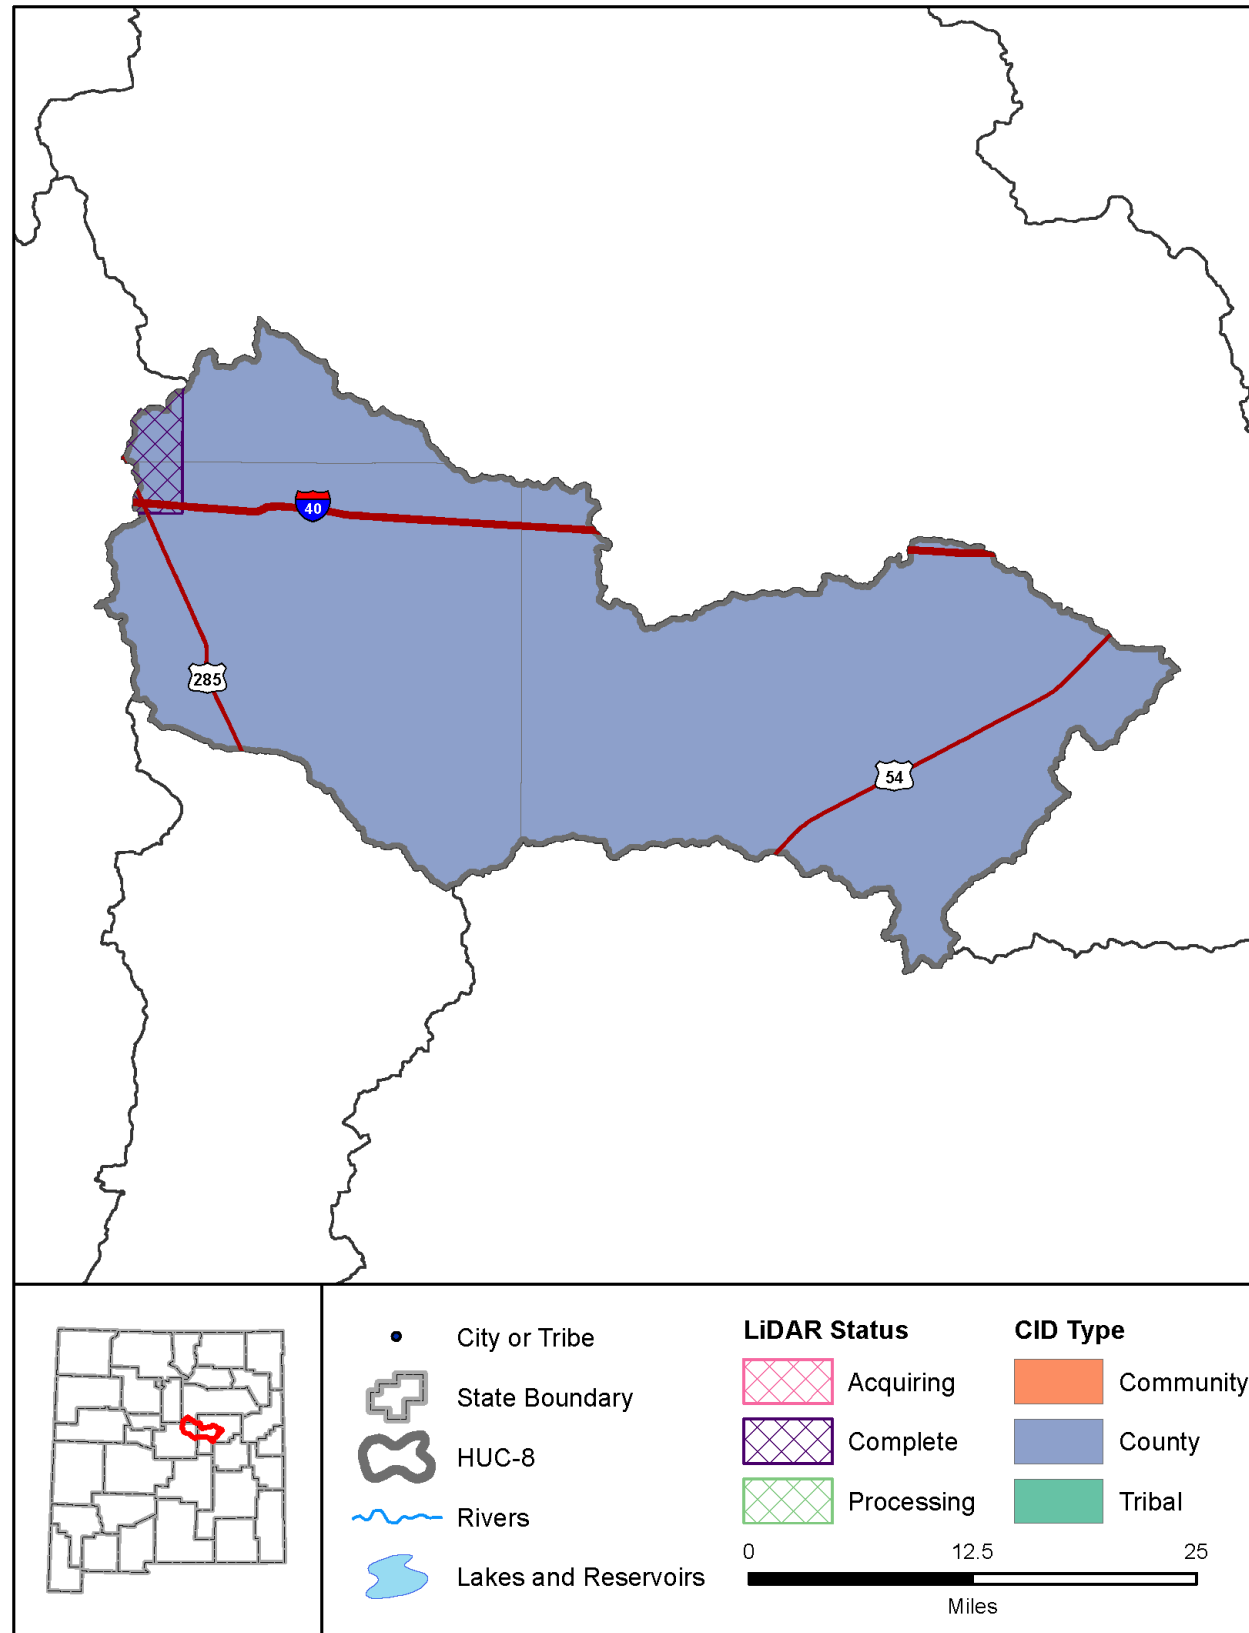 40
285
54
City or Tribe
State Boundary
HUC-8
Rivers
Lakes and Reservoirs
LiDAR Status
Acquiring
Complete
Processing
CID Type
Community
County
Tribal
0 12.5 25
Miles